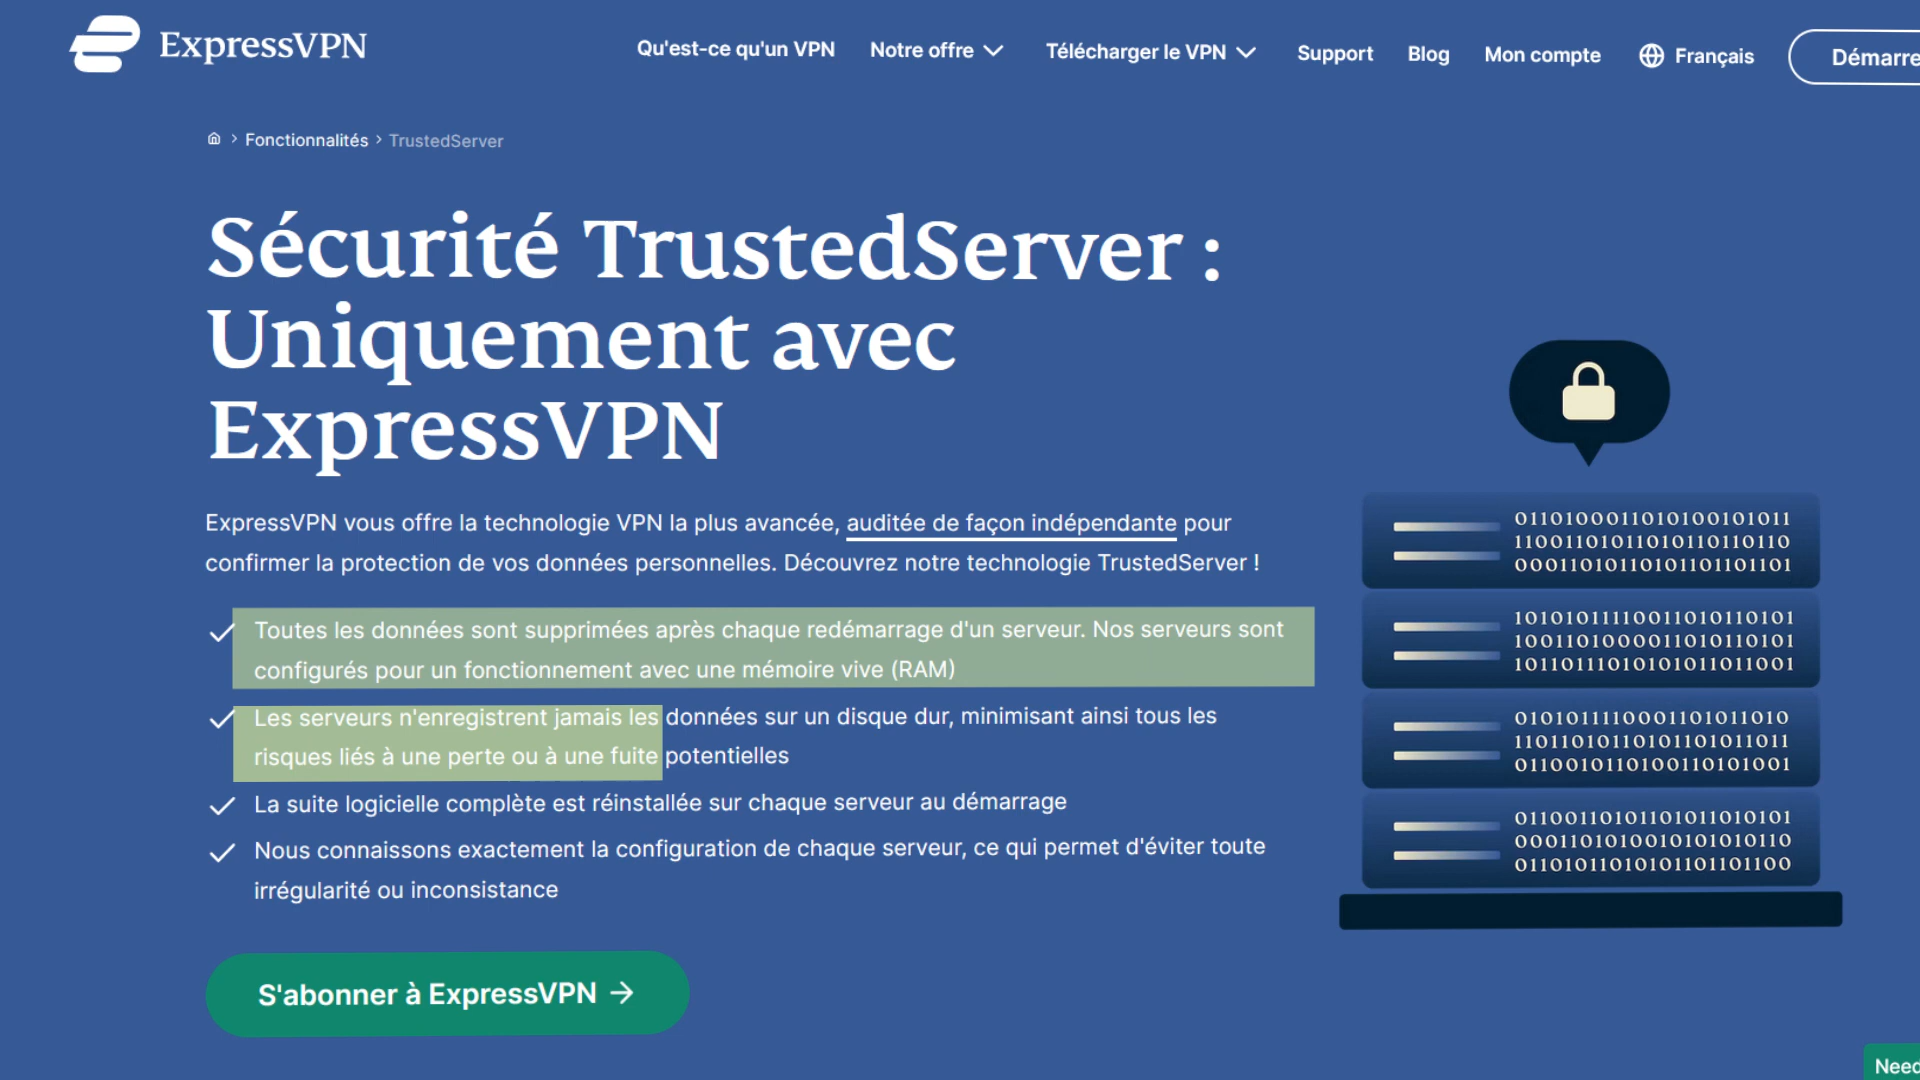 ExpressVPN
Qu'est-ce qu'un VPN
Notre offre
Télécharger le VPN
Support
Blog
Mon compte
Français
Démarre
Fonctionnalités > TrustedServer
Sécurité TrustedServer :
Uniquement avec
ExpressVPN
ExpressVPN vous offre la technologie VPN la plus avancée, auditée de façon indépendante pour
confirmer la protection de vos données personnelles. Découvrez notre technologie TrustedServer !
Toutes les données sont supprimées après chaque redémarrage d'un serveur. Nos serveurs sont
configurés pour un fonctionnement avec une mémoire vive (RAM)
Les serveurs n'enregistrent jamais les données sur un disque dur, minimisant ainsi tous les
risques liés à une perte ou à une fuite potentielles
La suite logicielle complète est réinstallée sur chaque serveur au démarrage
Nous connaissons exactement la configuration de chaque serveur, ce qui permet d'éviter toute
irrégularité ou inconsistance
S'abonner à ExpressVPN →
01101000110101001010 11
Need